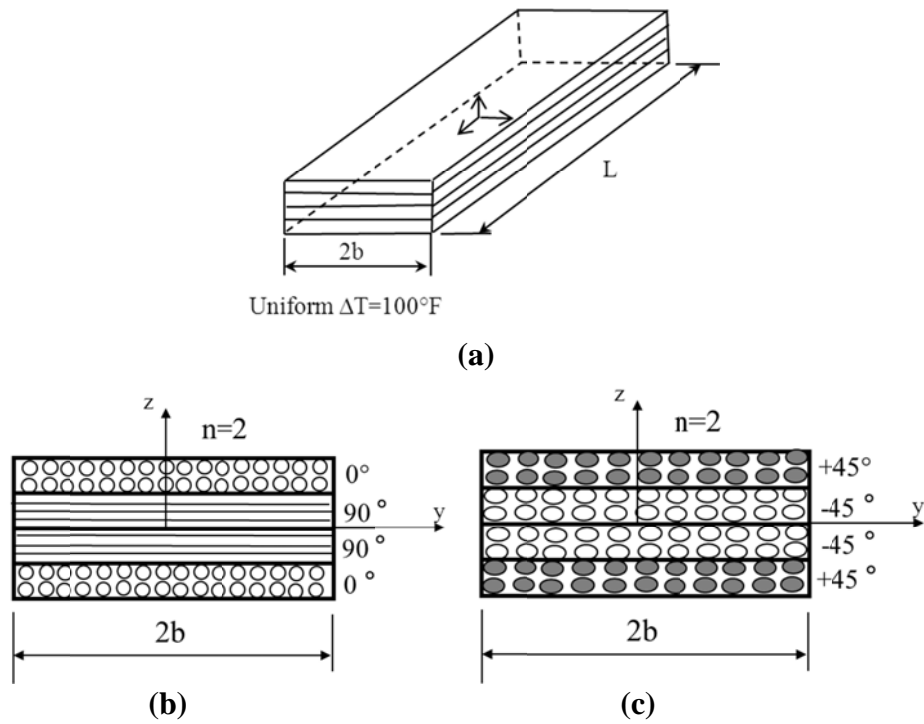 L
2b
Uniform ΔT=100°F
(a)
z
n=2
0°
90 °
y
90 °
0 °
2b
(b)
z
n=2
+45°
-45 °
y
-45 °
+45 °
2b
(c)